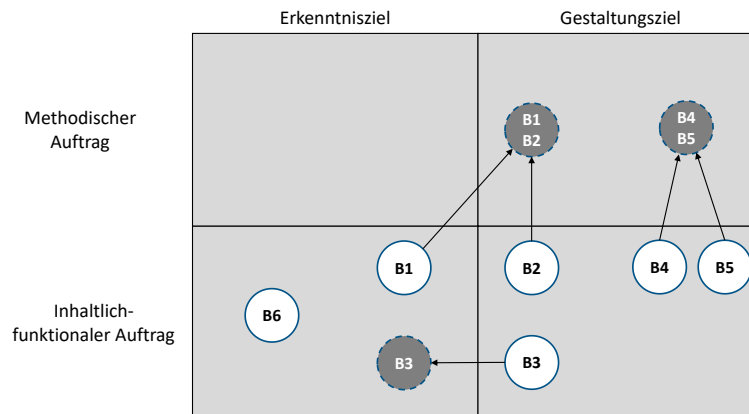 Erkenntnisziel
Gestaltungsziel
Methodischer
Auftrag
B1
B2
B4
B5
B1
B2
B4
B5
Inhaltlich-
funktionaler Auftrag
B6
B3
B3